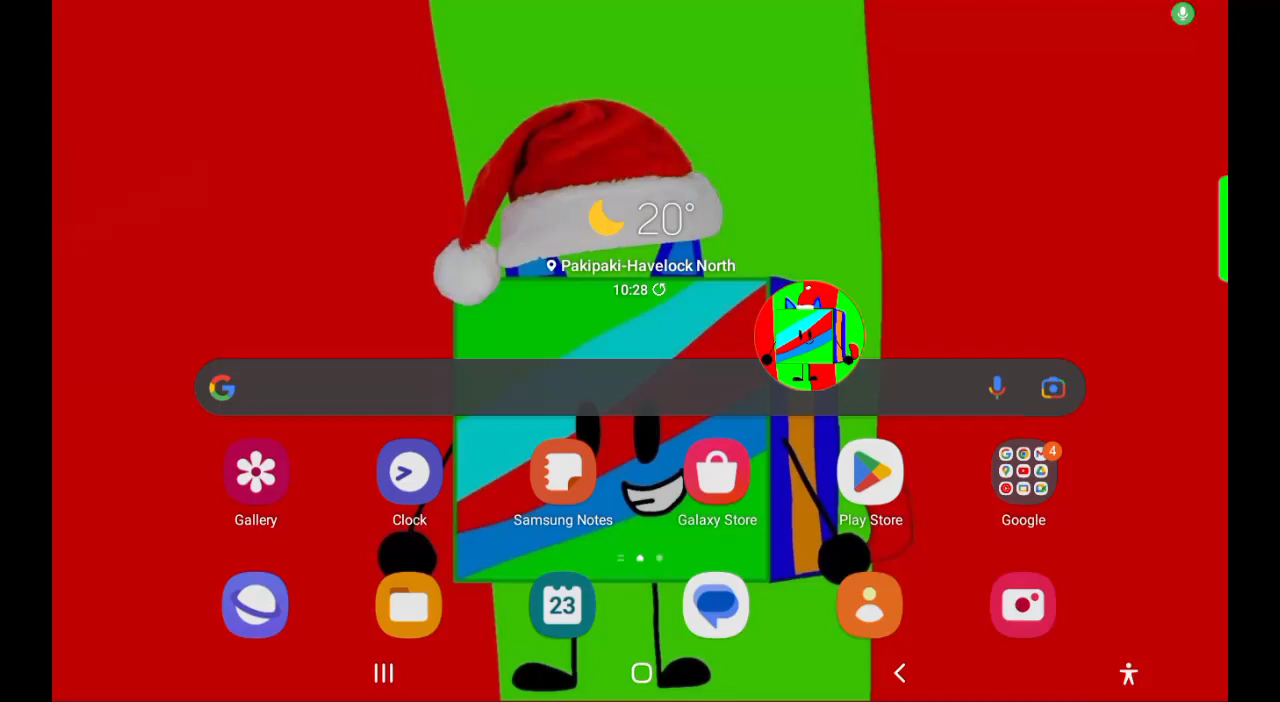 20°
Pakipaki-Havelock North
10:28
G
4
Gallery
Clock
Samsung Notes
Galaxy Store
Play Store
Google
23